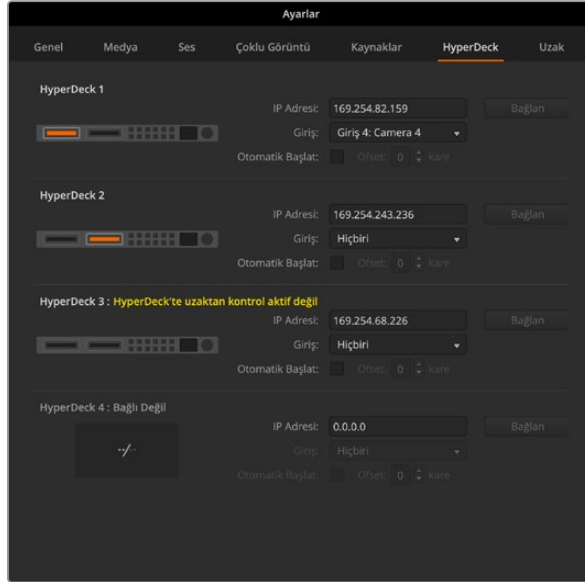 Ayarlar
Genel Medya Ses Çoklu Görüntü Kaynaklar HyperDeck Uzak
HyperDeck 1
IP Adresi: 169.254.82.159 Bağlan
Giriş: Giriş 4: Camera 4
Otomatik Başlat: Ofset: 0 kare
HyperDeck 2
IP Adresi: 169.254.243.236 Bağlan
Giriş: Hiçbiri
Otomatik Başlat: Ofset: 0 kare
HyperDeck 3 : HyperDeck'te uzaktan kontrol aktif değil
IP Adresi: 169.254.68.226 Bağlan
Giriş: Hiçbiri
Otomatik Başlat: Ofset: 0 kare
HyperDeck 4 : Bağlı Değil
IP Adresi: 0.0.0.0 Bağlan
Giriş: Hiçbiri
Otomatik Başlat: Ofset: 0 kare